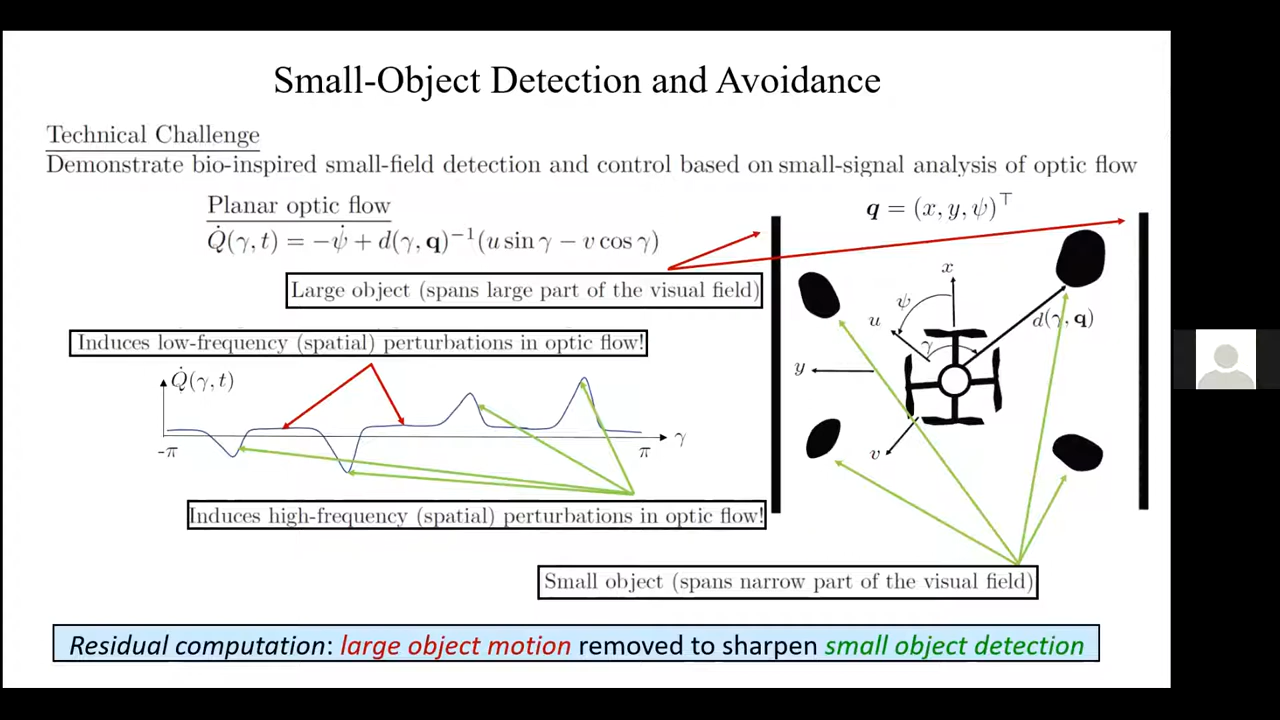 Small-Object Detection and Avoidance
Technical Challenge
Demonstrate bio-inspired small-field detection and control based on small-signal analysis of optic flow
Planar optic flow
Q̇(γ, t) = −ψ̇ + d(γ, q)⁻¹(u sin γ − v cos γ)
q = (x, y, ψ)⊤
Large object (spans large part of the visual field)
Induces low-frequency (spatial) perturbations in optic flow!
Q̇(γ, t)
-π
π
γ
Induces high-frequency (spatial) perturbations in optic flow!
x
ψ
u
γ
d(γ, q)
y
v
Small object (spans narrow part of the visual field)
Residual computation: large object motion removed to sharpen small object detection